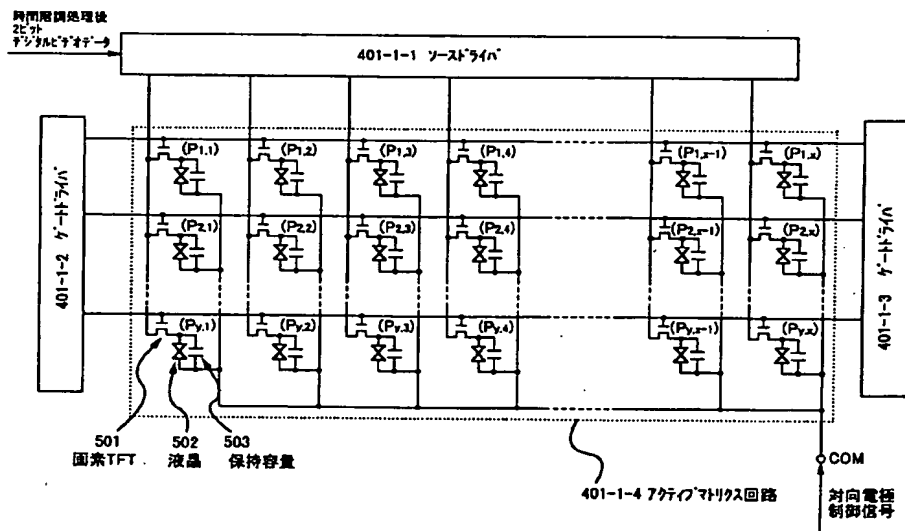 時間階調処理後
2ビット
デジタルビデオデータ
401-1-1 ソースドライバ
401-1-2 ゲートドライバ
401-1-3 ゲートドライバ
(P1,1) (P1,2) (P1,3) (P1,4) (P1,x-1) (P1,x)
(P2,1) (P2,2) (P2,3) (P2,4) (P2,x-1) (P2,x)
(Py,1) (Py,2) (Py,3) (Py,4) (Py,x-1) (Py,x)
501
画素TFT
502
液晶
503
保持容量
401-1-4 アクティブマトリクス回路
COM
対向電極
制御信号